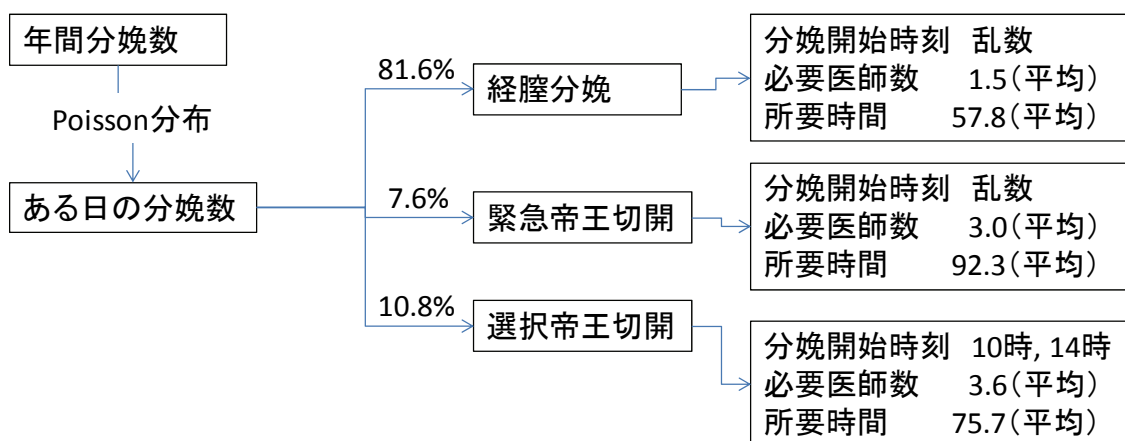 年間分娩数
Poisson分布
ある日の分娩数
81.6%
経膣分娩
分娩開始時刻 乱数
必要医師数 1.5(平均)
所要時間 57.8(平均)
7.6%
緊急帝王切開
分娩開始時刻 乱数
必要医師数 3.0(平均)
所要時間 92.3(平均)
10.8%
選択帝王切開
分娩開始時刻 10時, 14時
必要医師数 3.6(平均)
所要時間 75.7(平均)